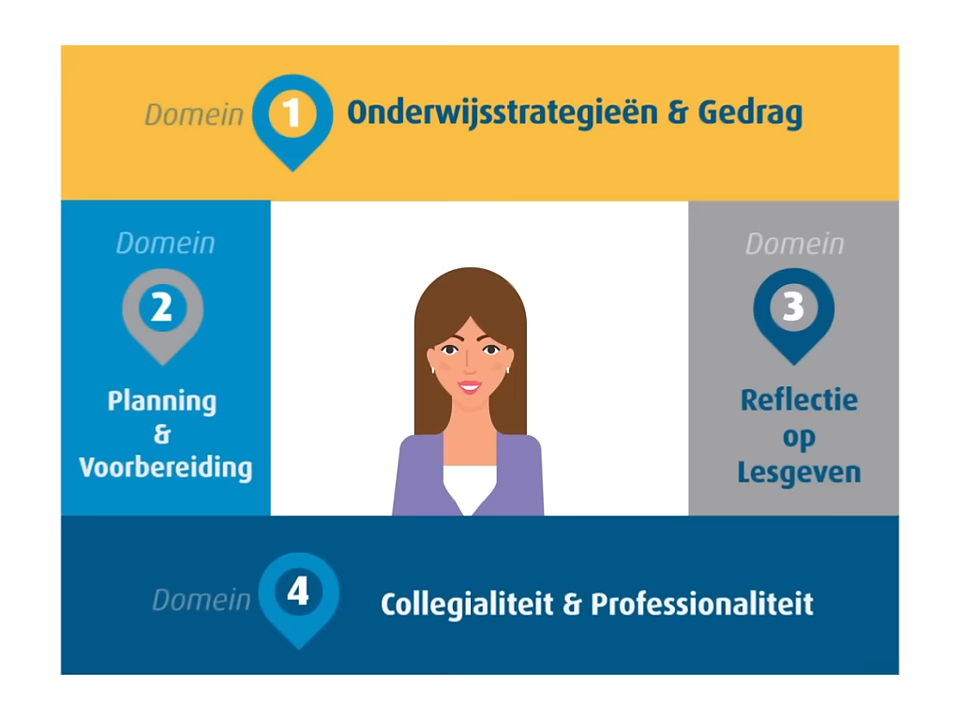 Domein 1 Onderwijsstrategieën & Gedrag
Domein
2
Planning
&
Voorbereiding
Domein
3
Reflectie
op
Lesgeven
Domein 4 Collegialiteit & Professionaliteit